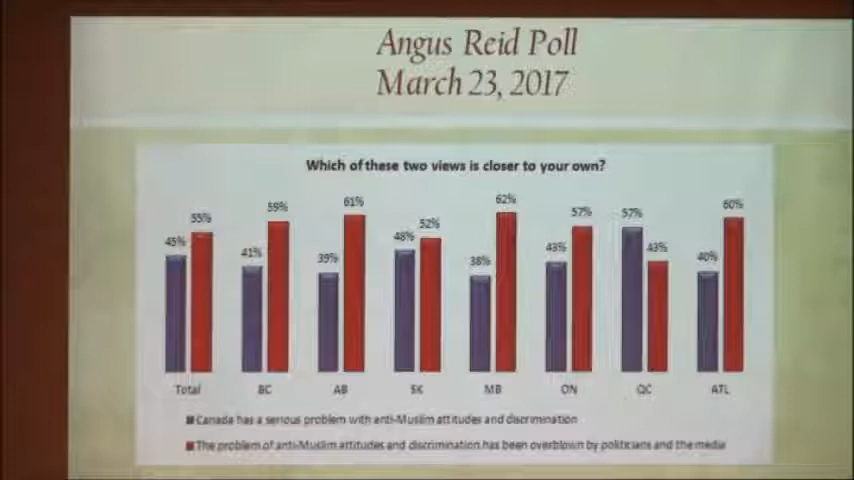 Angus Reid Poll
March 23, 2017
Which of these two views is closer to your own?
45% 55% 41% 59% 39% 61% 48% 52% 38% 62% 43% 57% 57% 43% 40% 60%
Total BC AB SK MB ON QC ATL
Canada has a serious problem with anti-Muslim attitudes and discrimination
The problem of anti-Muslim attitudes and discrimination has been overblown by politicians and the media